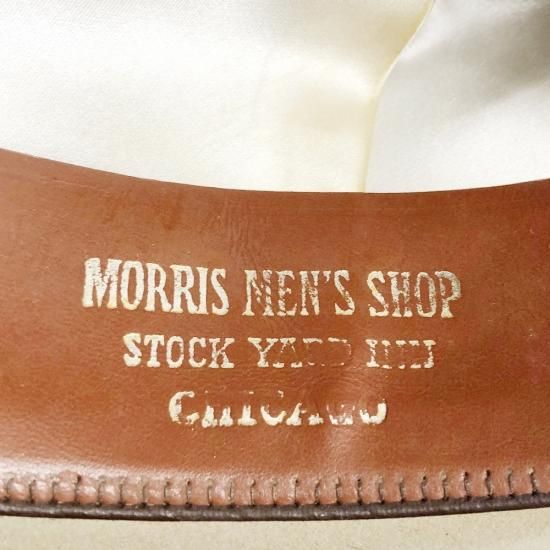 MORRIS MEN'S SHOP
STOCK YARD INN
CHICAGO